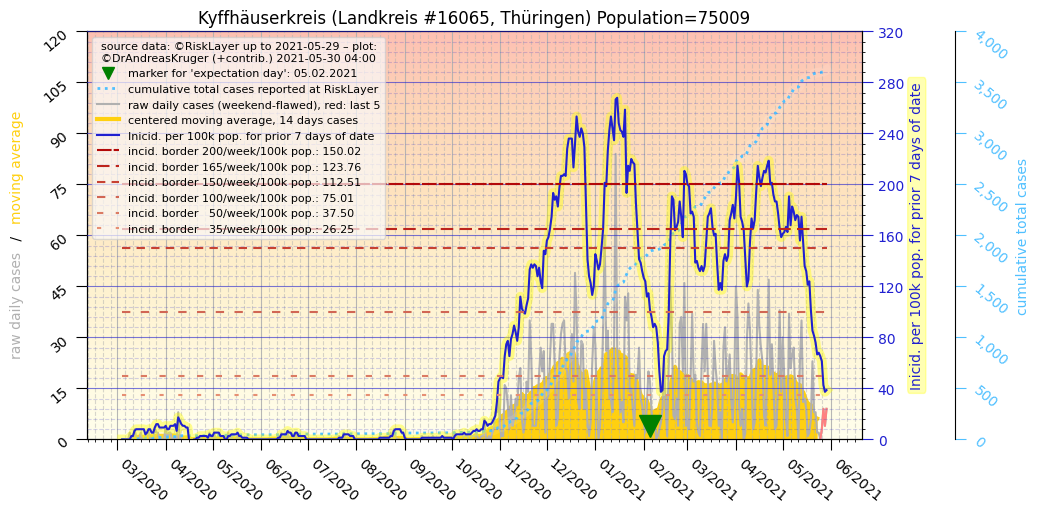 Kyffhäuserkreis (Landkreis #16065, Thüringen) Population=75009
source data: ©RiskLayer up to 2021-05-29 – plot:
©DrAndreasKruger (+contrib.) 2021-05-30 04:00
marker for 'expectation day': 05.02.2021
cumulative total cases reported at RiskLayer
raw daily cases (weekend-flawed), red: last 5
centered moving average, 14 days cases
Inicid. per 100k pop. for prior 7 days of date
incid. border 200/week/100k pop.: 150.02
incid. border 165/week/100k pop.: 123.76
incid. border 150/week/100k pop.: 112.51
incid. border 100/week/100k pop.: 75.01
incid. border   50/week/100k pop.: 37.50
incid. border   35/week/100k pop.: 26.25
raw daily cases   /   moving average
120
105
90
75
60
45
30
15
0
320
280
240
200
160
120
80
40
0
Inicid. per 100k pop. for prior 7 days of date
4,000
3,500
3,000
2,500
2,000
1,500
1,000
500
0
cumulative total cases
03/2020
04/2020
05/2020
06/2020
07/2020
08/2020
09/2020
10/2020
11/2020
12/2020
01/2021
02/2021
03/2021
04/2021
05/2021
06/2021